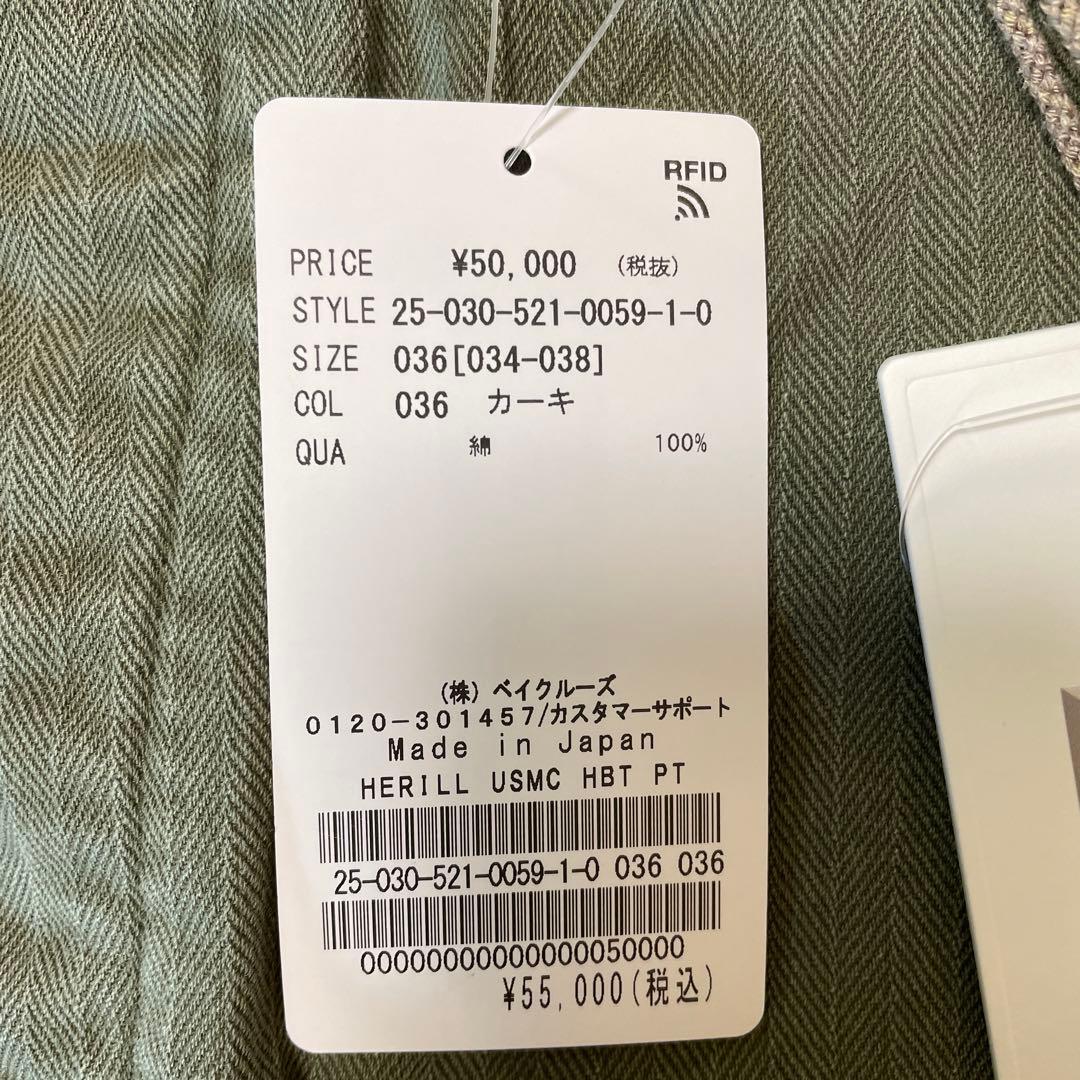 RFID
PRICE ¥50,000 (税抜)
STYLE 25-030-521-0059-1-0
SIZE 036[034-038]
COL 036 カーキ
QUA 綿 100%
(株) ベイクルーズ
0120-301457/カスタマーサポート
Made in Japan
HERILL USMC HBT PT
25-030-521-0059-1-0 036 036
00000000000000050000
¥55,000(税込)